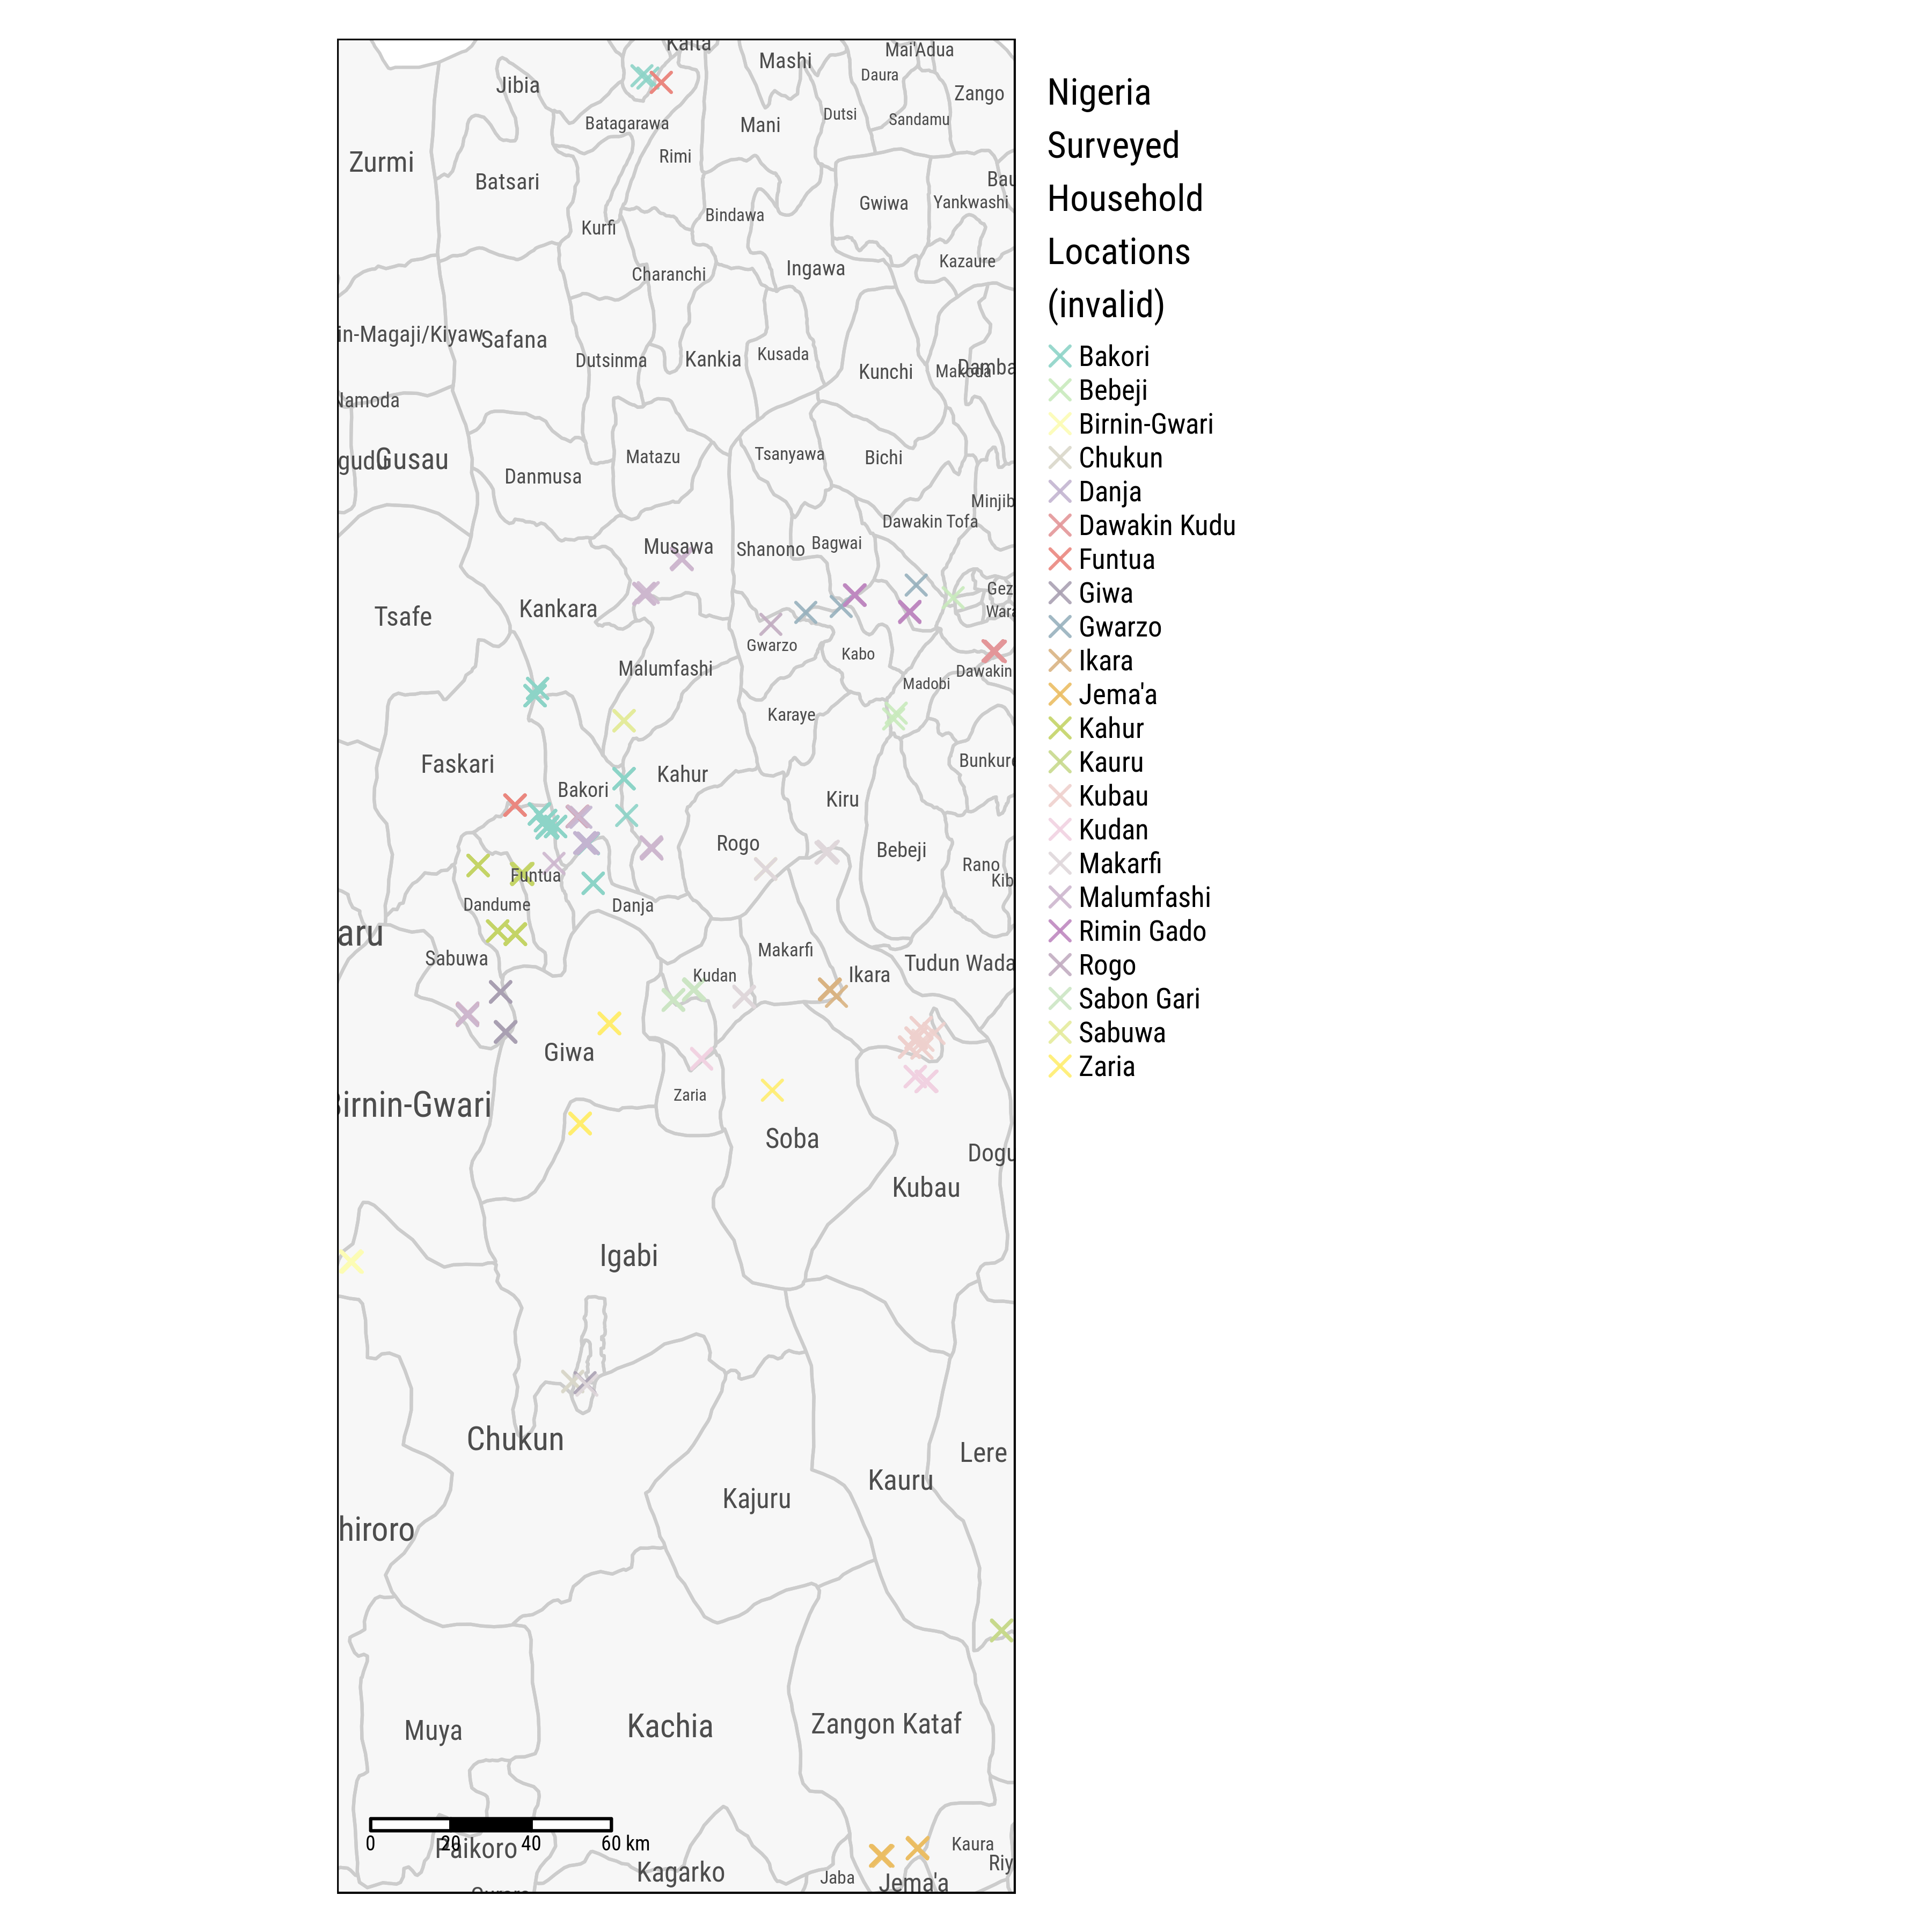 Nigeria
Surveyed
Household
Locations
(invalid)
Bakori
Bebeji
Birnin-Gwari
Chukun
Danja
Dawakin Kudu
Funtua
Giwa
Gwarzo
Ikara
Jema'a
Kahur
Kauru
Kubau
Kudan
Makarfi
Malumfashi
Rimin Gado
Rogo
Sabon Gari
Sabuwa
Zaria
Kaita
Mashi
Mai'Adua
Daura
Jibia
Zango
Dutsi
Sandamu
Batagarawa
Mani
Rimi
Zurmi
Batsari
Bau
Gwiwa
Yankwashi
Bindawa
Kurfi
Kazaure
Ingawa
Charanchi
in-Magaji/Kiyaw
Safana
Dutsinma
Kankia
Kusada
Kunchi
Makoda
Damba
Namoda
gudu
Gusau
Danmusa
Matazu
Tsanyawa
Bichi
Minjib
Dawakin Tofa
Musawa
Shanono
Bagwai
Gez
Wara
Tsafe
Kankara
Gwarzo
Kabo
Malumfashi
Dawakin
Madobi
Karaye
Faskari
Bakori
Kahur
Bunkure
Kiru
Rogo
Bebeji
Rano
Kib
Funtua
Dandume
Danja
aru
Sabuwa
Makarfi
Kudan
Ikara
Tudun Wada
Giwa
Birnin-Gwari
Zaria
Soba
Dogu
Kubau
Igabi
Chukun
Lere
Kauru
Kajuru
hiroro
Muya
Kachia
Zangon Kataf
0 20 40 60 km
Paikoro
Kagarko
Kaura
Riy
Jaba
Jema'a